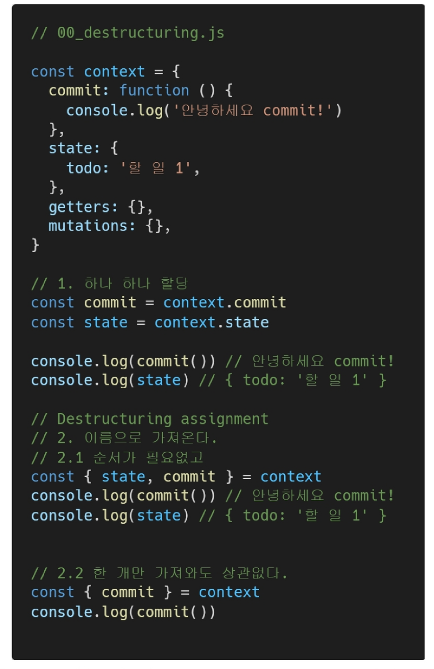 // 00_destructuring.js
const context = {
  commit: function () {
    console.log('안녕하세요 commit!')
  },
  state: {
    todo: '할 일 1',
  },
  getters: {},
  mutations: {},
}
// 1. 하나 하나 할당
const commit = context.commit
const state = context.state
console.log(commit()) // 안녕하세요 commit!
console.log(state) // { todo: '할 일 1' }
// Destructuring assignment
// 2. 이름으로 가져온다.
// 2.1 순서가 필요없고
const { state, commit } = context
console.log(commit()) // 안녕하세요 commit!
console.log(state) // { todo: '할 일 1' }
// 2.2 한 개만 가져와도 상관없다.
const { commit } = context
console.log(commit())